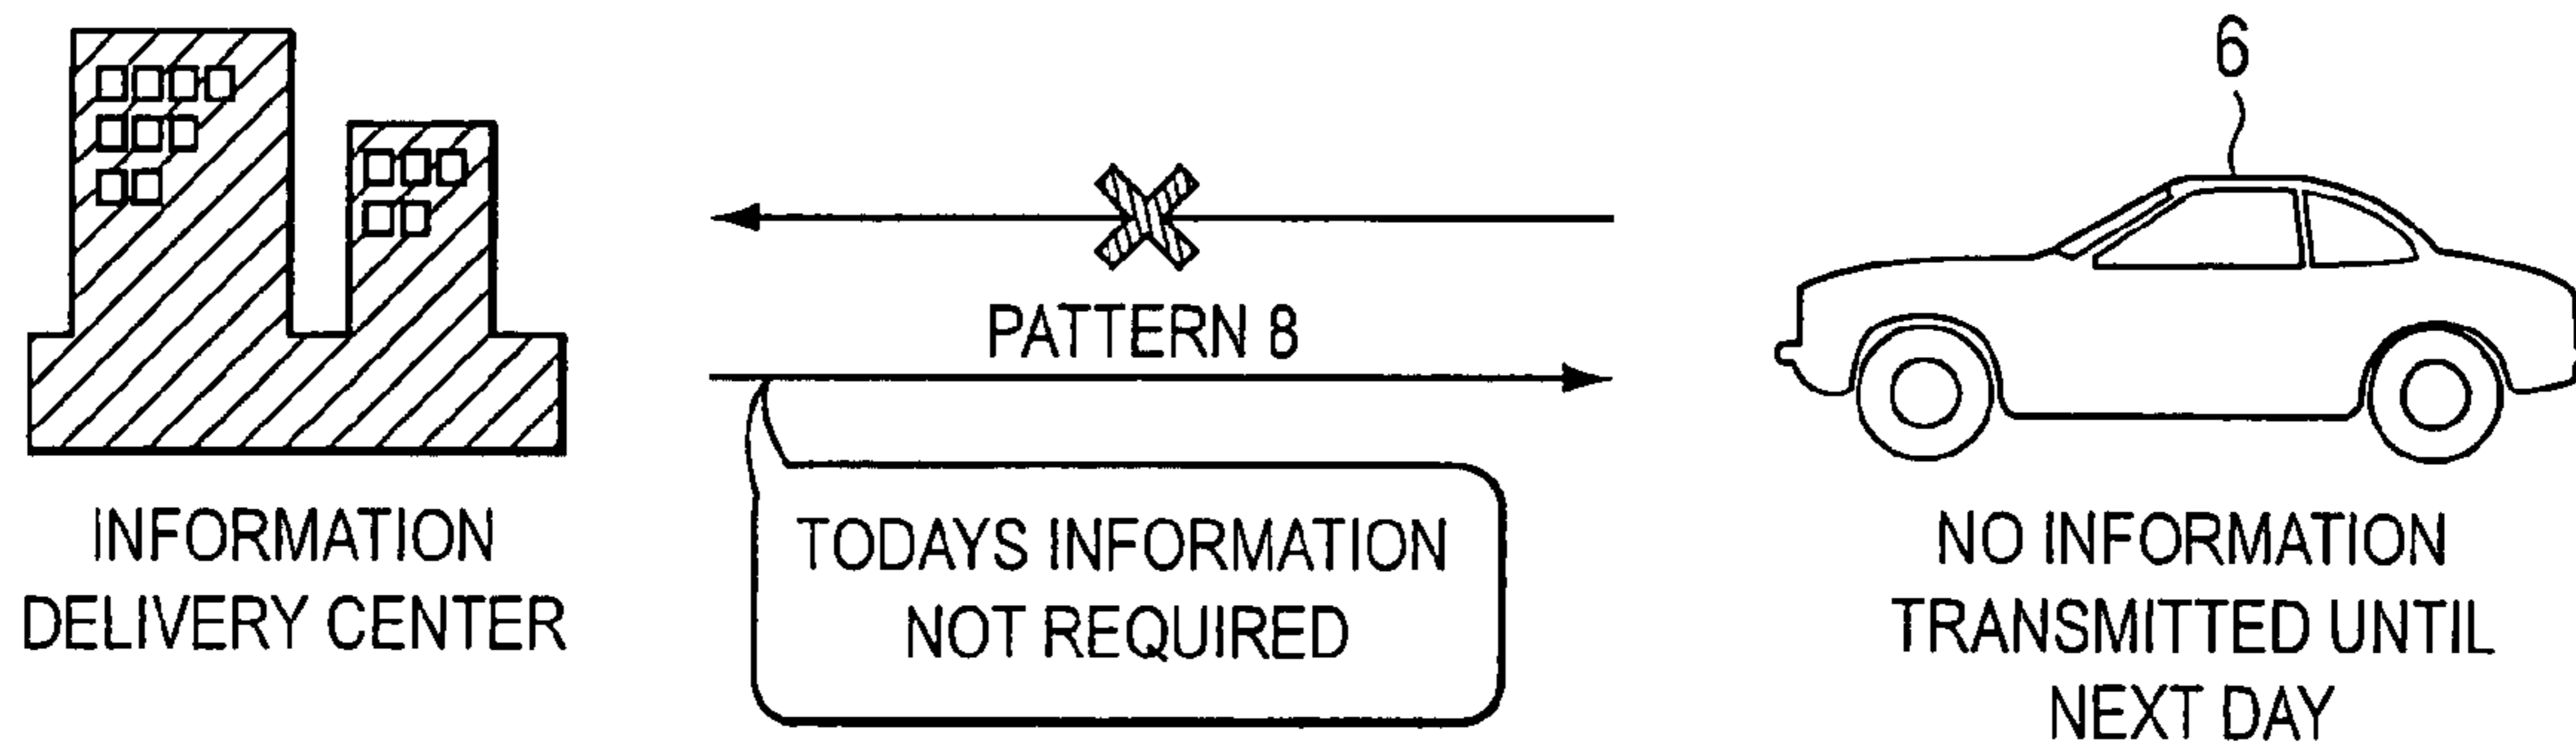 6
PATTERN 8
TODAYS INFORMATION
NOT REQUIRED
INFORMATION
DELIVERY CENTER
NO INFORMATION
TRANSMITTED UNTIL
NEXT DAY